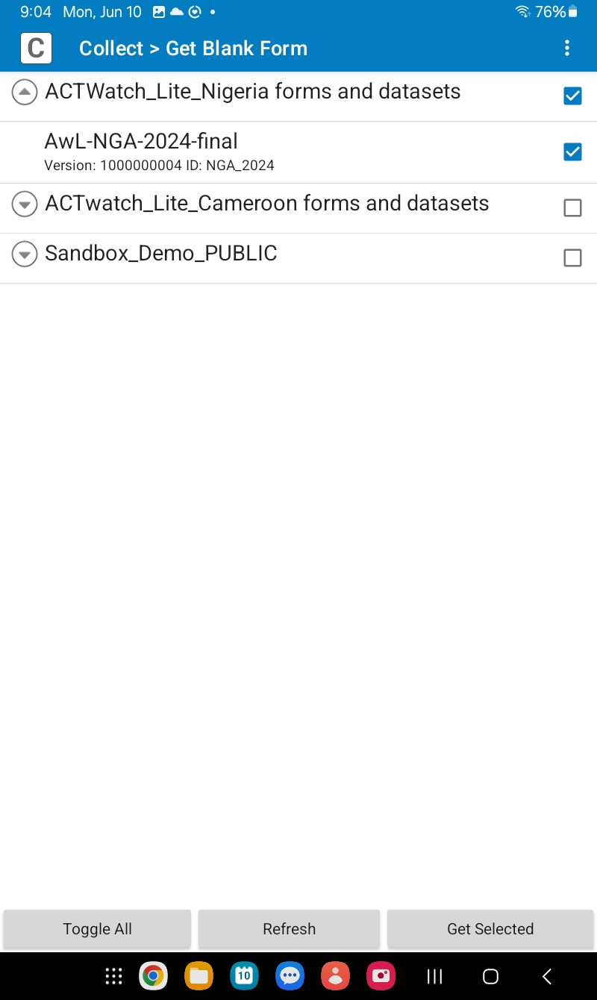 9:04 Mon, Jun 10 76%
C Collect > Get Blank Form
ACTWatch_Lite_Nigeria forms and datasets
AwL-NGA-2024-final
Version: 1000000004 ID: NGA_2024
ACTwatch_Lite_Cameroon forms and datasets
Sandbox_Demo_PUBLIC
Toggle All Refresh Get Selected
10